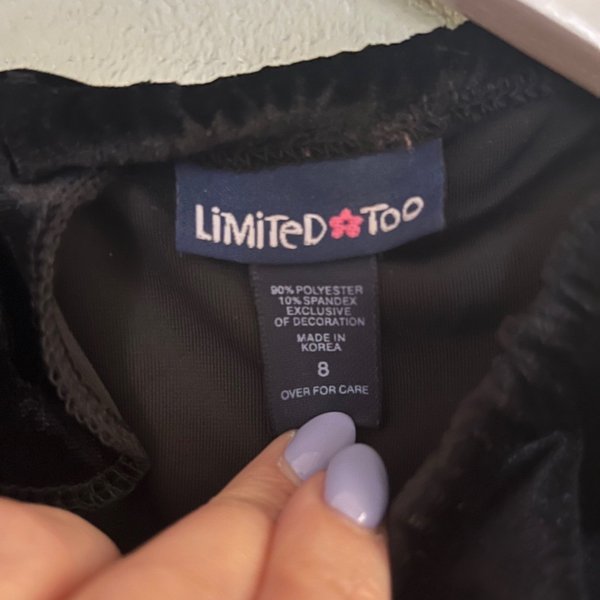 LiMiTeD TOO
90% POLYESTER
10% SPANDEX
EXCLUSIVE
OF DECORATION
MADE IN
KOREA
8
OVER FOR CARE